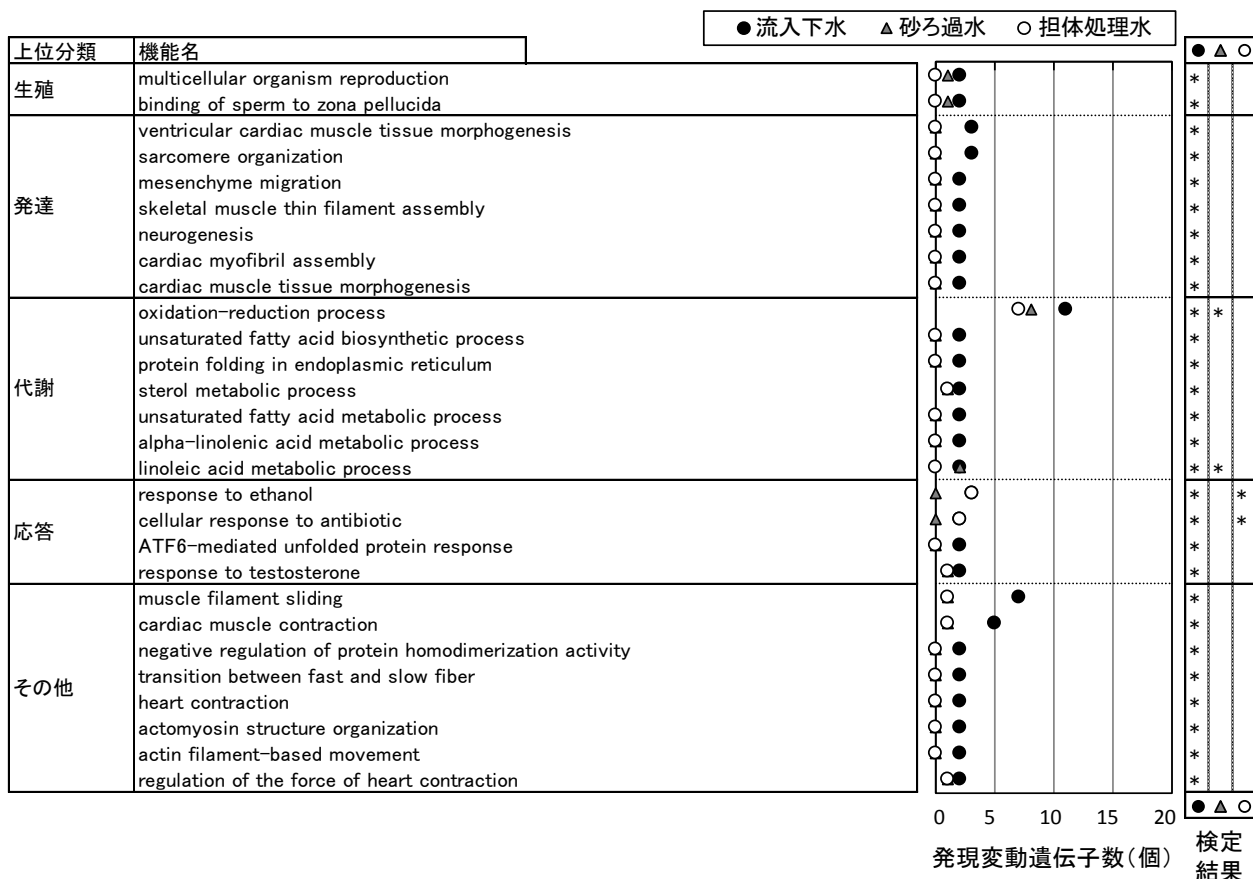 ● 流入下水 ▲ 砂ろ過水 ○ 担体処理水
上位分類 機能名 ● ▲ ○
生殖
multicellular organism reproduction *
binding of sperm to zona pellucida *
発達
ventricular cardiac muscle tissue morphogenesis *
sarcomere organization *
mesenchyme migration *
skeletal muscle thin filament assembly *
neurogenesis *
cardiac myofibril assembly *
cardiac muscle tissue morphogenesis *
代謝
oxidation-reduction process * *
unsaturated fatty acid biosynthetic process *
protein folding in endoplasmic reticulum *
sterol metabolic process *
unsaturated fatty acid metabolic process *
alpha-linolenic acid metabolic process *
linoleic acid metabolic process * *
応答
response to ethanol * *
cellular response to antibiotic * *
ATF6-mediated unfolded protein response *
response to testosterone *
その他
muscle filament sliding *
cardiac muscle contraction *
negative regulation of protein homodimerization activity *
transition between fast and slow fiber *
heart contraction *
actomyosin structure organization *
actin filament-based movement *
regulation of the force of heart contraction *
● ▲ ○
0 5 10 15 20
発現変動遺伝子数(個)
検定
結果